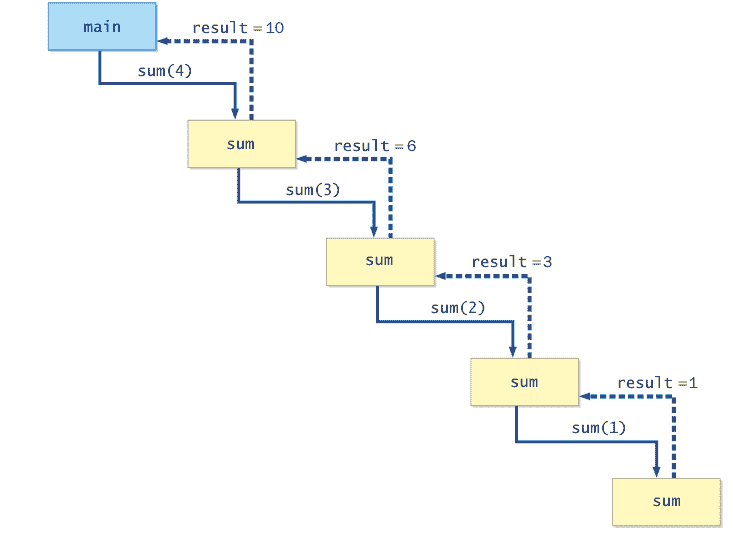 main
result = 10
sum(4)
sum
result = 6
sum(3)
sum
result = 3
sum(2)
sum
result = 1
sum(1)
sum